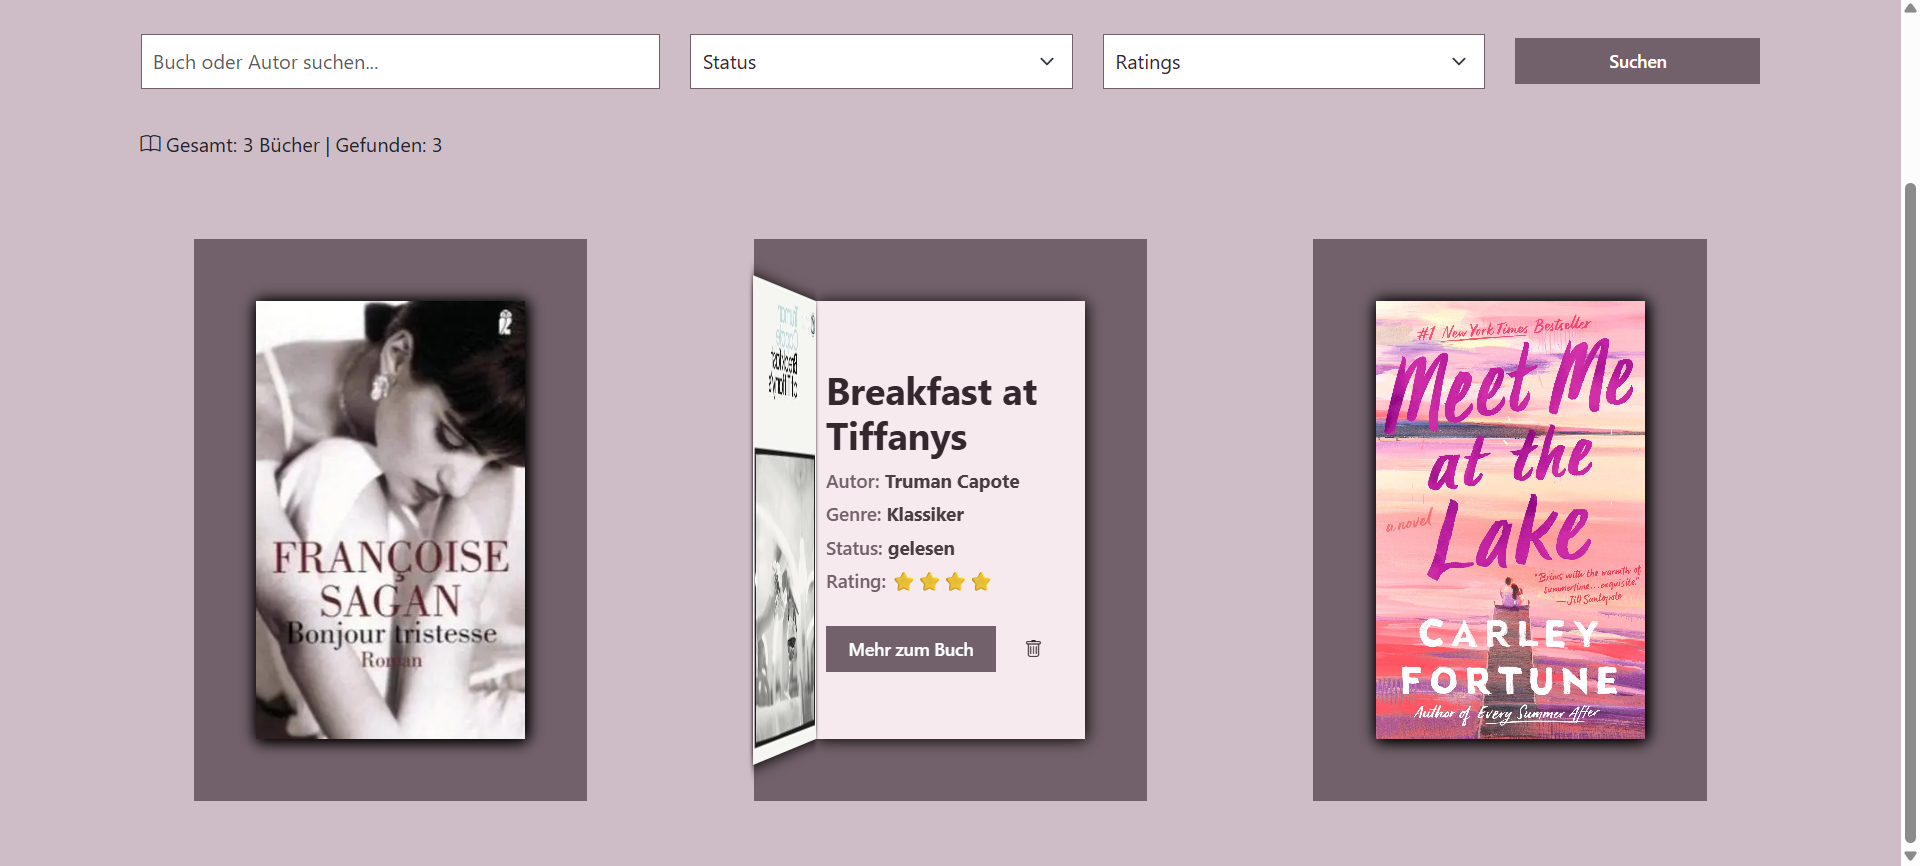 Buch oder Autor suchen...
Status
Ratings
Suchen
Gesamt: 3 Bücher | Gefunden: 3
FRANÇOISE
SAGAN
Bonjour tristesse
Roman
Truman
Capote
Breakfast at
Tiffanys
Autor: Truman Capote
Genre: Klassiker
Status: gelesen
Rating:
Mehr zum Buch
#1 New York Times Bestseller
Meet Me
at the
Lake
a novel
"Brims with the warmth of
summertime...exquisite."
—Jill Santopolo
CARLEY
FORTUNE
Author of Every Summer After